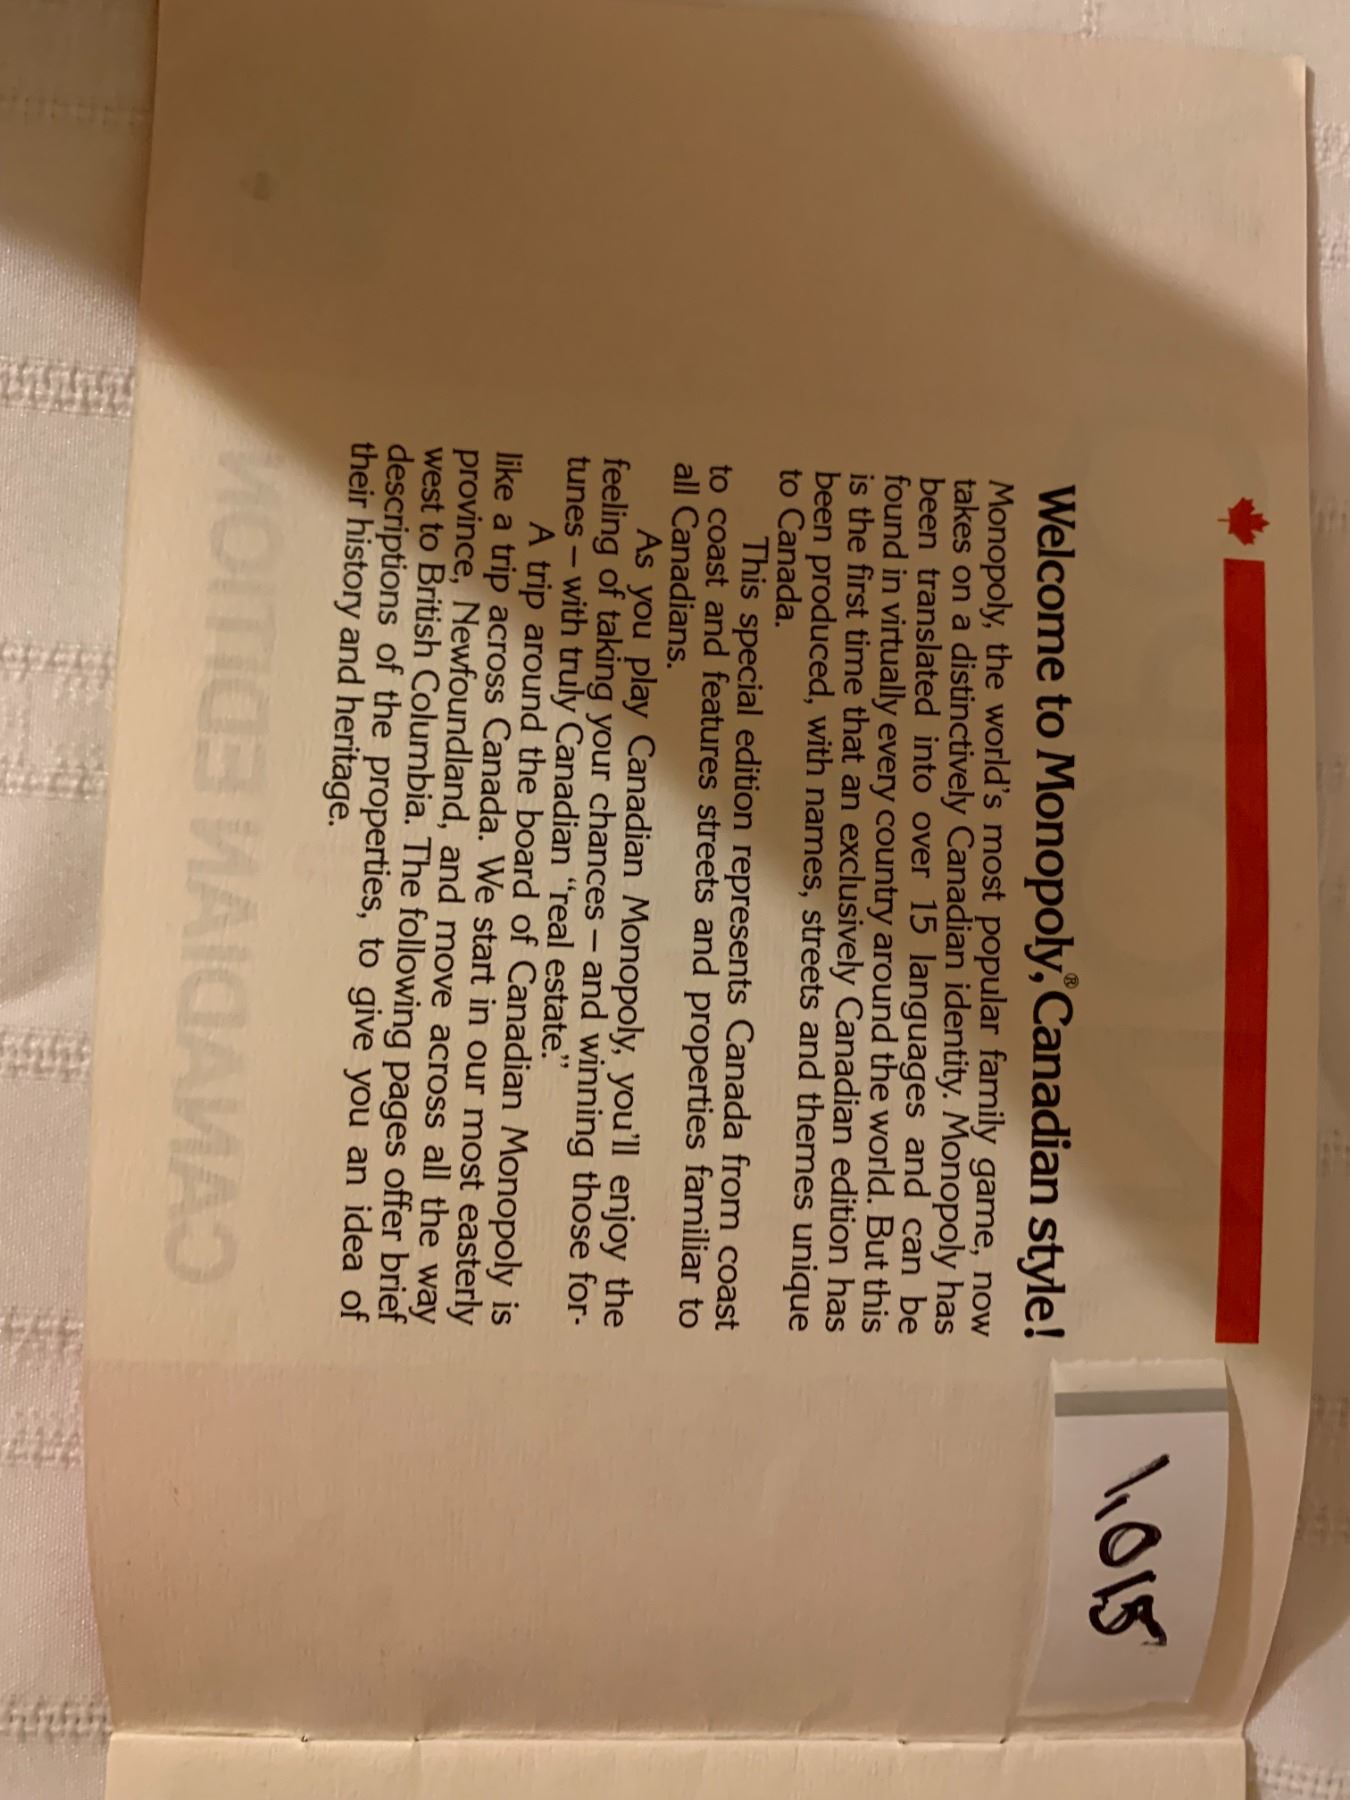 Welcome to Monopoly,® Canadian style!
Monopoly, the world's most popular family game, now
takes on a distinctively Canadian identity. Monopoly has
been translated into over 15 languages and can be
found in virtually every country around the world. But this
is the first time that an exclusively Canadian edition has
been produced, with names, streets and themes unique
to Canada.
This special edition represents Canada from coast
to coast and features streets and properties familiar to
all Canadians.
As you play Canadian Monopoly, you'll enjoy the
feeling of taking your chances – and winning those for-
tunes – with truly Canadian “real estate.”
A trip around the board of Canadian Monopoly is
like a trip across Canada. We start in our most easterly
province, Newfoundland, and move across all the way
west to British Columbia. The following pages offer brief
descriptions of the properties, to give you an idea of
their history and heritage.
1,015
CANADIAN EDITION